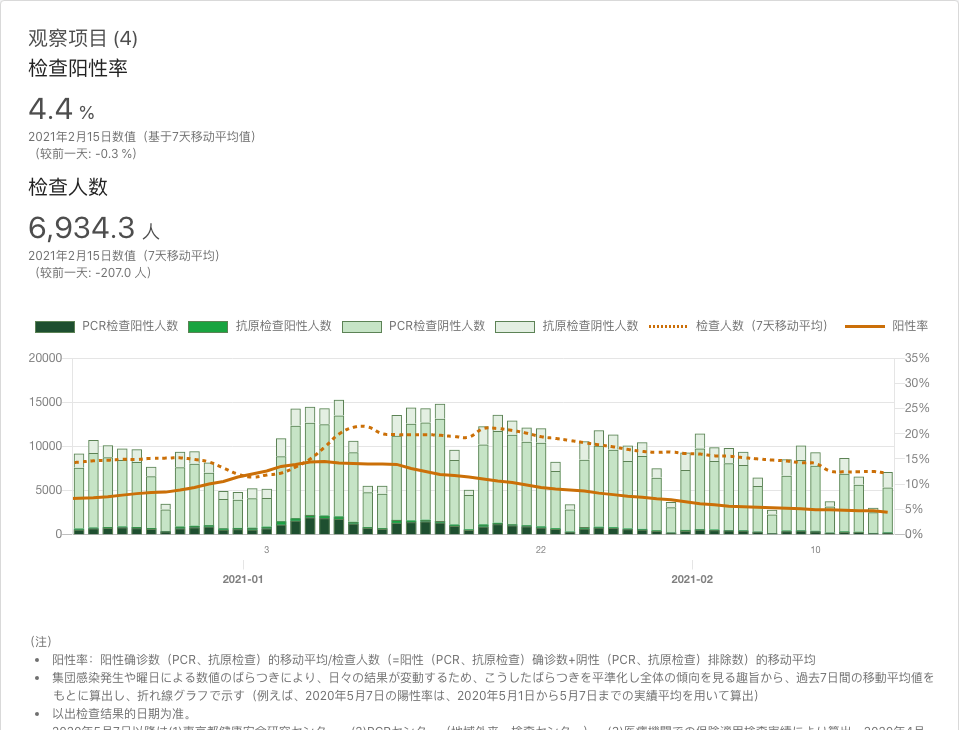 观察项目 (4)
检查阳性率
4.4 %
2021年2月15日数值（基于7天移动平均值）
（较前一天: -0.3 %）
检查人数
6,934.3 人
2021年2月15日数值（7天移动平均）
（较前一天: -207.0 人）
PCR检查阳性人数 抗原检查阳性人数 PCR检查阴性人数 抗原检查阴性人数 检查人数（7天移动平均） 阳性率
20000 35%
30%
15000 25%
20%
10000 15%
5000 10%
5%
0 0%
3 22 10
2021-01 2021-02
（注）
• 阳性率：阳性确诊数（PCR、抗原检查）的移动平均/检查人数（=阳性（PCR、抗原检查）确诊数+阴性（PCR、抗原检查）排除数）的移动平均
• 集団感染発生や曜日による数値のばらつきにより、日々の結果が変動するため、こうしたばらつきを平準化し全体の傾向を見る趣旨から、過去7日間の移動平均値を
もとに算出し、折れ線グラフで示す（例えば、2020年5月7日の陽性率は、2020年5月1日から5月7日までの実績平均を用いて算出）
• 以出检查结果的日期为准。